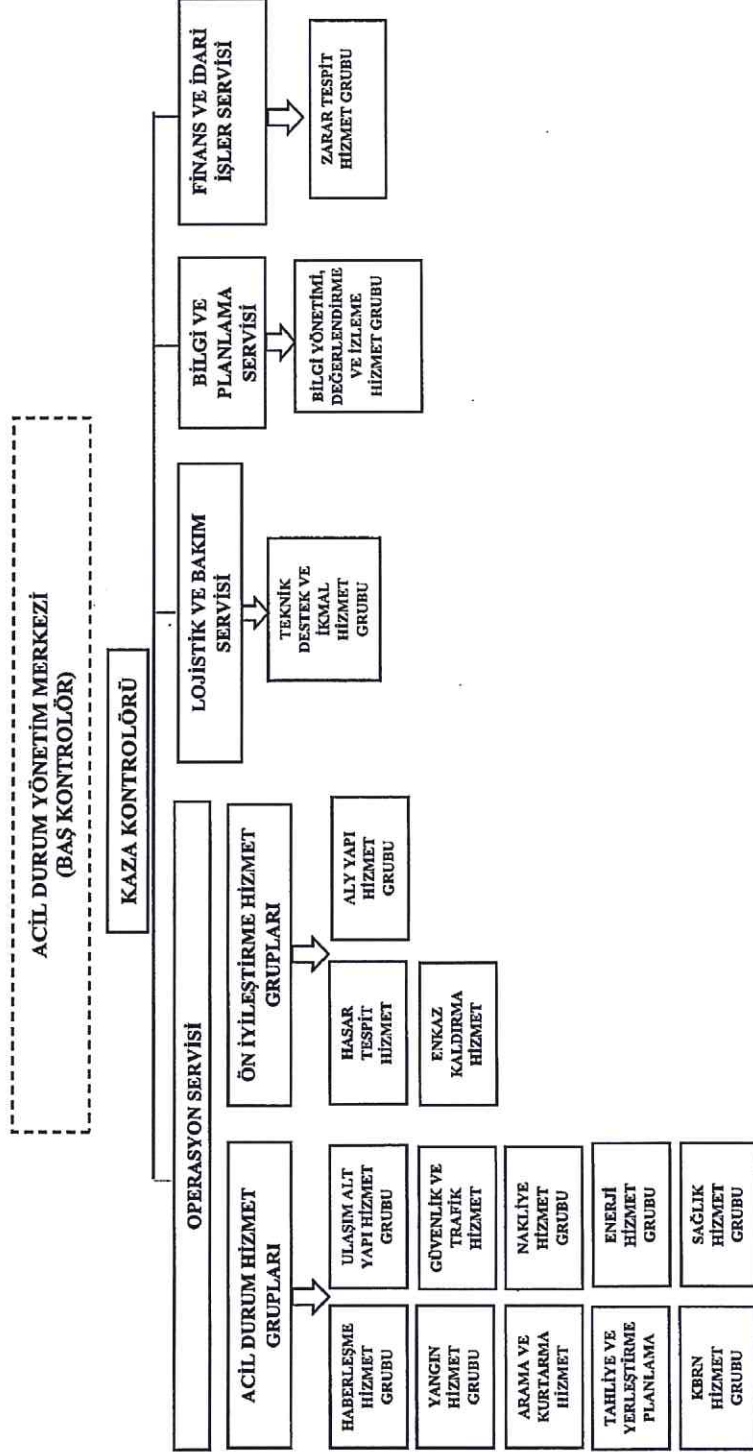 ACİL DURUM YÖNETİM MERKEZİ
(BAŞ KONTROLÖR)
KAZA KONTROLÖRÜ
OPERASYON SERVİSİ
ACİL DURUM HİZMET
GRUPLARI
HABERLEŞME
HİZMET
GRUBU
ULAŞIM ALT
YAPI HİZMET
GRUBU
YANGIN
HİZMET
GRUBU
GÜVENLİK VE
TRAFİK
HİZMET
ARAMA VE
KURTARMA
HİZMET
NAKLİYE
HİZMET
GRUBU
TAHLİYE VE
YERLEŞTİRME
PLANLAMA
ENERJİ
HİZMET
GRUBU
KBRN
HİZMET
GRUBU
SAĞLIK
HİZMET
GRUBU
ÖN İYİLEŞTİRME HİZMET
GRUPLARI
HASAR
TESPİT
HİZMET
ALY YAPI
HİZMET
GRUBU
ENKAZ
KALDIRMA
HİZMET
LOJİSTİK VE BAKIM
SERVİSİ
TEKNİK
DESTEK VE
İKMAL
HİZMET
GRUBU
BİLGİ VE
PLANLAMA
SERVİSİ
BİLGİ YÖNETİMİ,
DEĞERLENDİRME
VE İZLEME
HİZMET GRUBU
FİNANS VE İDARİ
İŞLER SERVİSİ
ZARAR TESPİT
HİZMET GRUBU